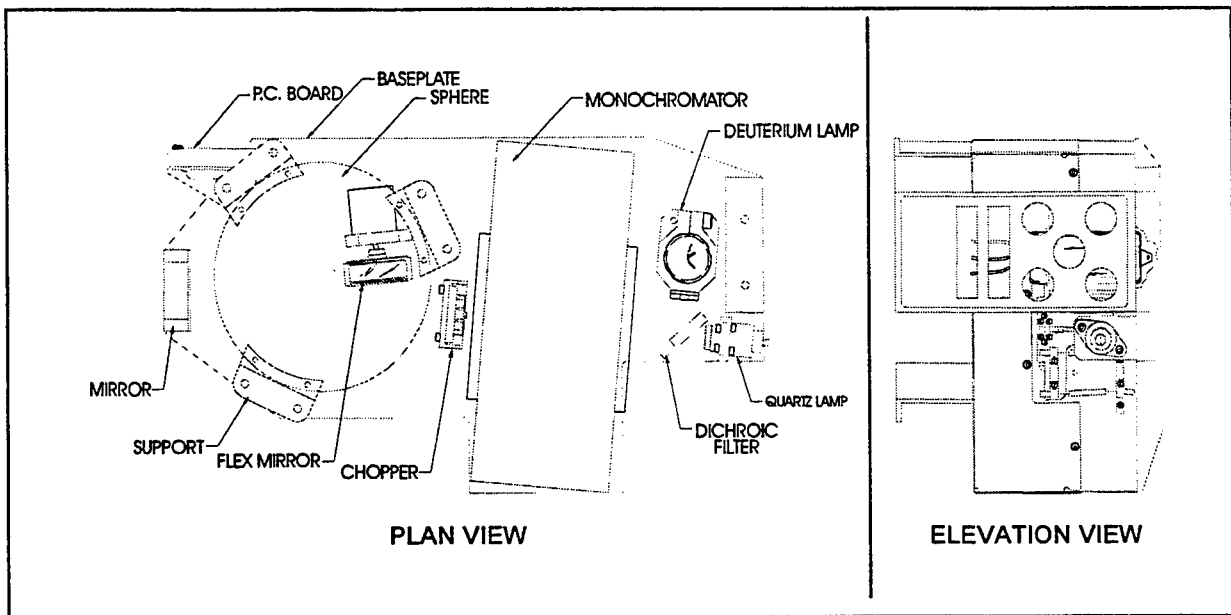 BASEPLATE
P.C. BOARD
SPHERE
MONOCHROMATOR
DEUTERIUM LAMP
MIRROR
QUARTZ LAMP
SUPPORT
FLEX MIRROR
CHOPPER
DICHROIC
FILTER
PLAN VIEW
ELEVATION VIEW